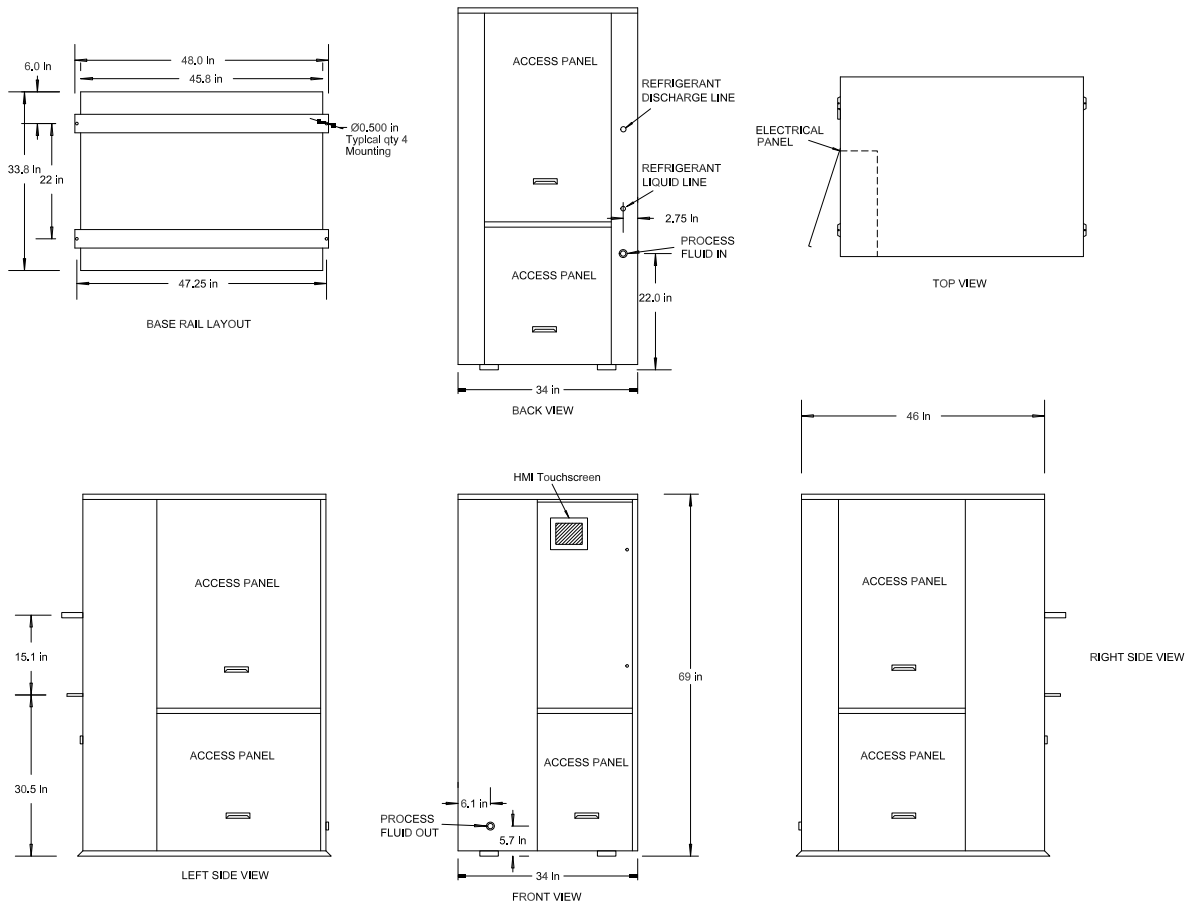 48.0 in
6.0 in
45.8 in
Ø0.500 in
Typical qty 4
Mounting
33.8 in
22 in
47.25 in
BASE RAIL LAYOUT
ACCESS PANEL
REFRIGERANT
DISCHARGE LINE
REFRIGERANT
LIQUID LINE
2.75 in
PROCESS
FLUID IN
ACCESS PANEL
22.0 in
34 in
BACK VIEW
ELECTRICAL
PANEL
TOP VIEW
46 in
ACCESS PANEL
15.1 in
ACCESS PANEL
30.5 in
LEFT SIDE VIEW
HMI Touchscreen
69 in
ACCESS PANEL
6.1 in
PROCESS
FLUID OUT
5.7 in
34 in
FRONT VIEW
ACCESS PANEL
RIGHT SIDE VIEW
ACCESS PANEL